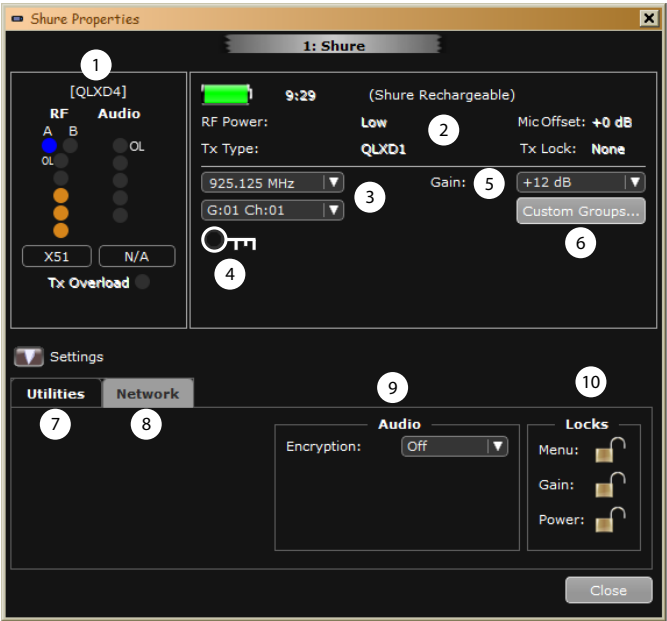 Shure Properties
1: Shure
1
[QLXD4]
RF Audio
A B
OL
OL
X51 N/A
Tx Overload
9:29 (Shure Rechargeable)
RF Power: Low 2 Mic Offset: +0 dB
Tx Type: QLXD1 Tx Lock: None
925.125 MHz 3 Gain: 5 +12 dB
G:01 Ch:01 Custom Groups...
4 6
Settings
Utilities Network
7 8 9 10
Audio
Encryption: Off
Locks
Menu:
Gain:
Power:
Close